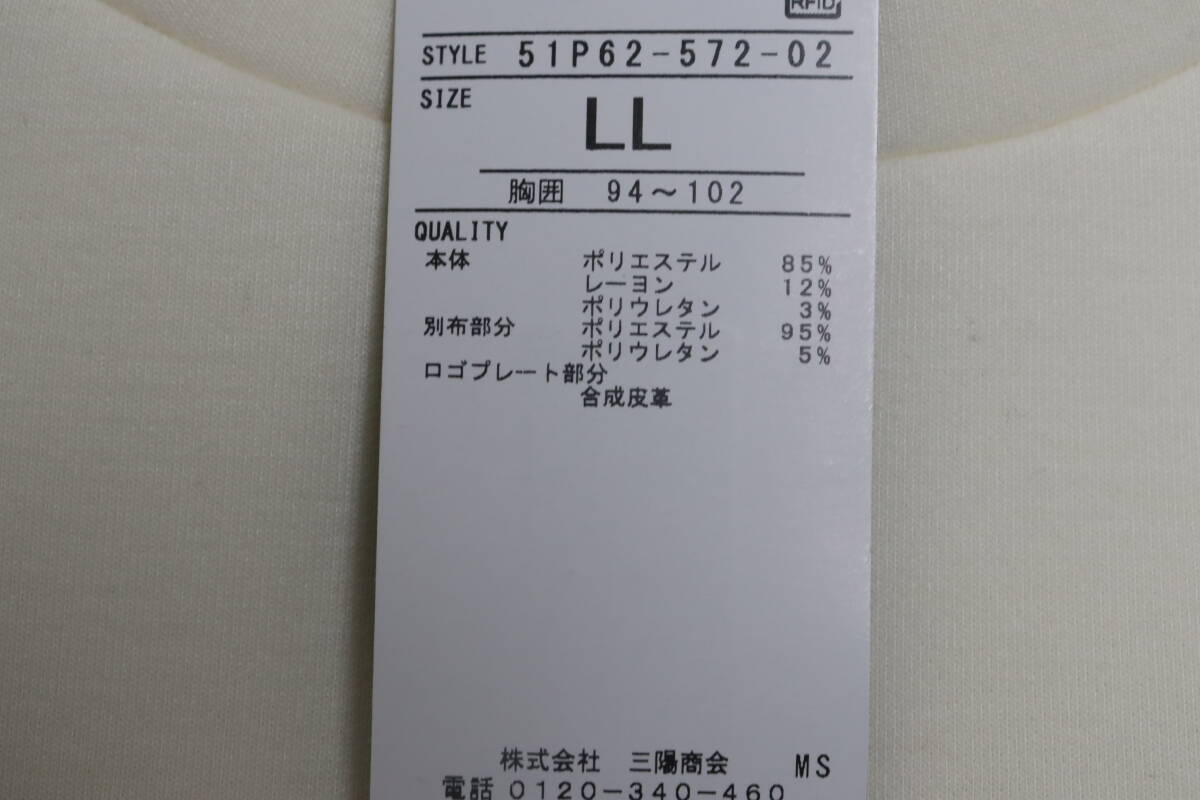 RFID
STYLE 51P62-572-02
SIZE
LL
胸囲 94～102
QUALITY
本体 ポリエステル 85%
レーヨン 12%
ポリウレタン 3%
別布部分 ポリエステル 95%
ポリウレタン 5%
ロゴプレート部分
合成皮革
株式会社 三陽商会 MS
電話 0120-340-460